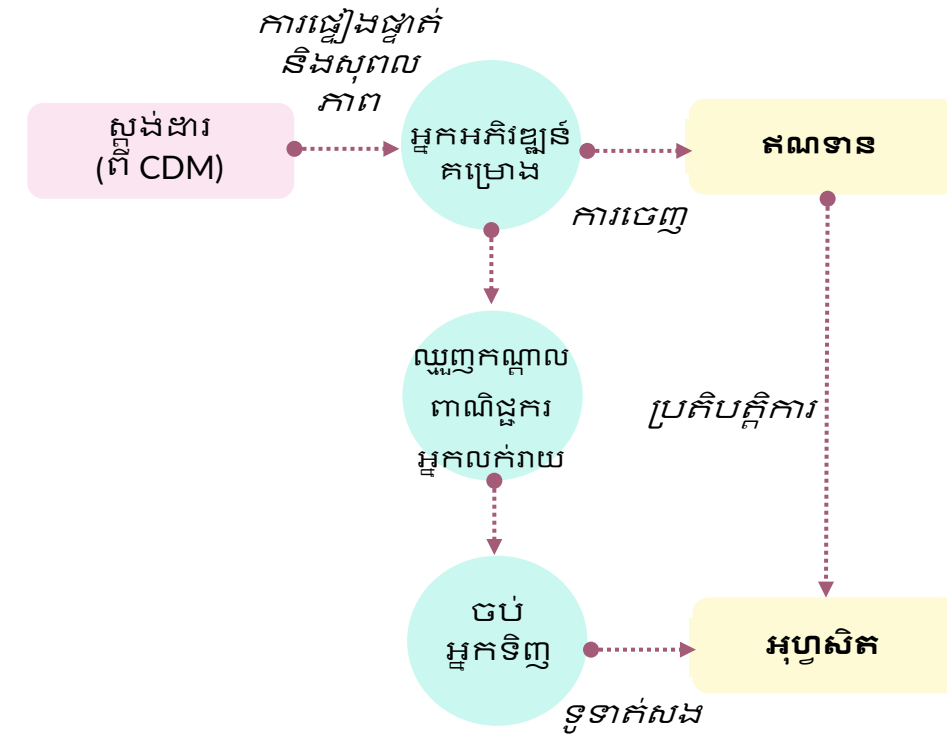 ការផ្ទៀងផ្ទាត់
និងសុពល
ភាព
ស្តង់ដារ
(ពី CDM)
អ្នកអភិវឌ្ឍន៍
គម្រោង
ឥណទាន
ការចេញ
ឈ្មួញកណ្តាល
ពាណិជ្ជករ
អ្នកលក់រាយ
ប្រតិបត្តិការ
ចប់
អ្នកទិញ
អុហ្វសិត
ទូទាត់សង